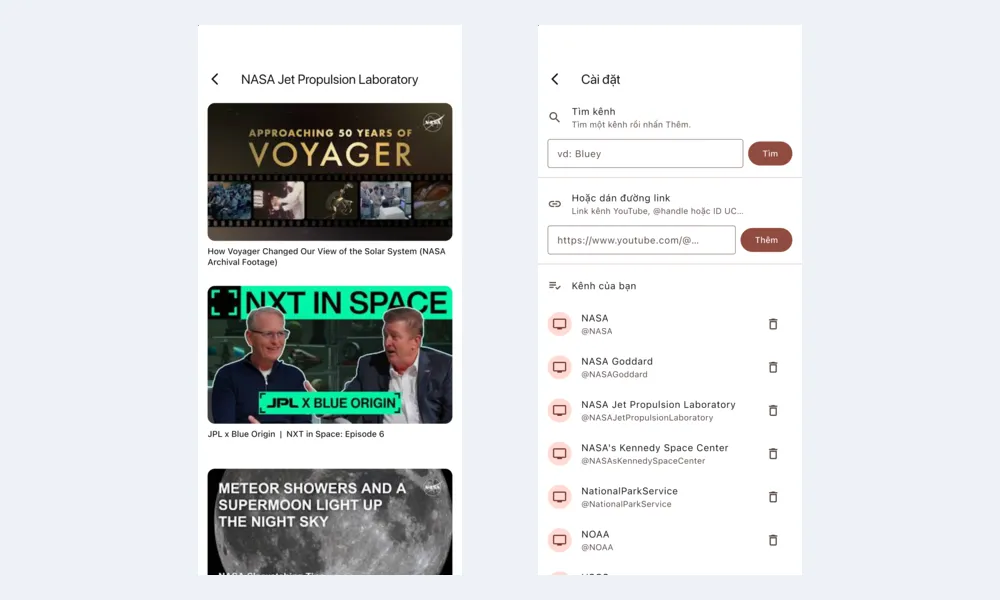 NASA Jet Propulsion Laboratory
NASA
APPROACHING 50 YEARS OF
VOYAGER
How Voyager Changed Our View of the Solar System (NASA
Archival Footage)
NXT IN SPACE
JPL X BLUE ORIGIN
JPL x Blue Origin | NXT in Space: Episode 6
METEOR SHOWERS AND A
SUPERMOON LIGHT UP
THE NIGHT SKY
NASA
Cài đặt
Tìm kênh
Tìm một kênh rồi nhấn Thêm.
vd: Bluey
Tìm
Hoặc dán đường link
Link kênh YouTube, @handle hoặc ID UC...
https://www.youtube.com/@...
Thêm
Kênh của bạn
NASA
@NASA
NASA Goddard
@NASAGoddard
NASA Jet Propulsion Laboratory
@NASAJetPropulsionLaboratory
NASA's Kennedy Space Center
@NASAsKennedySpaceCenter
NationalParkService
@NationalParkService
NOAA
@NOAA